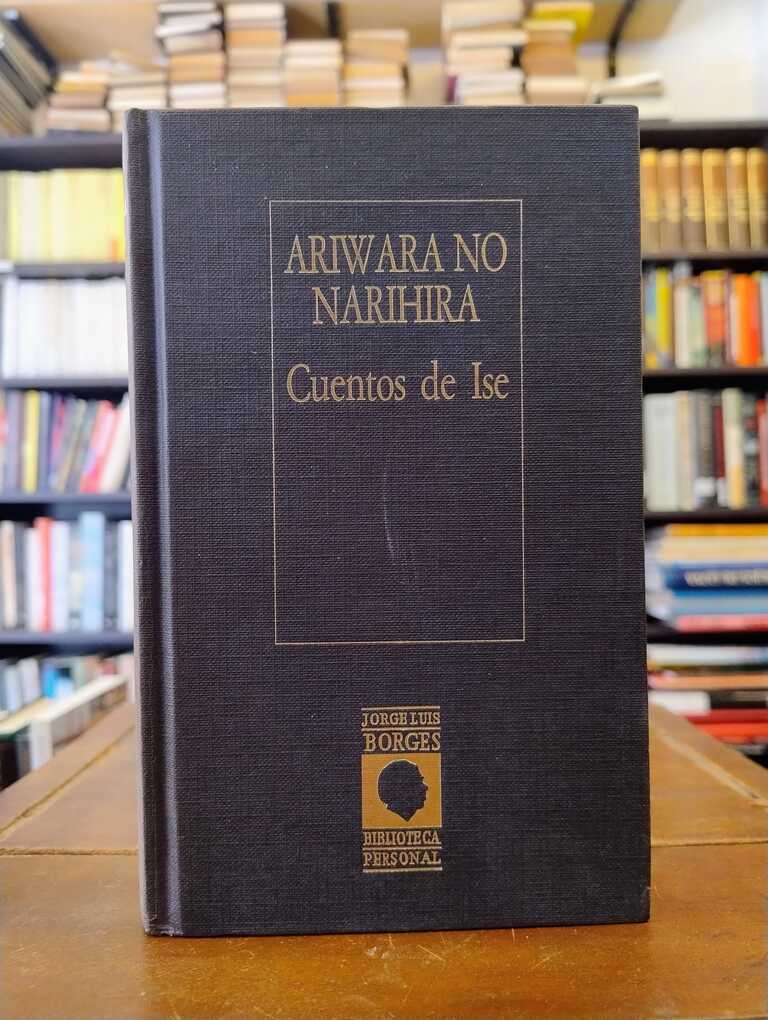 ARIWARA NO
NARIHIRA
Cuentos de Ise
JORGE LUIS
BORGES
BIBLIOTECA
PERSONAL